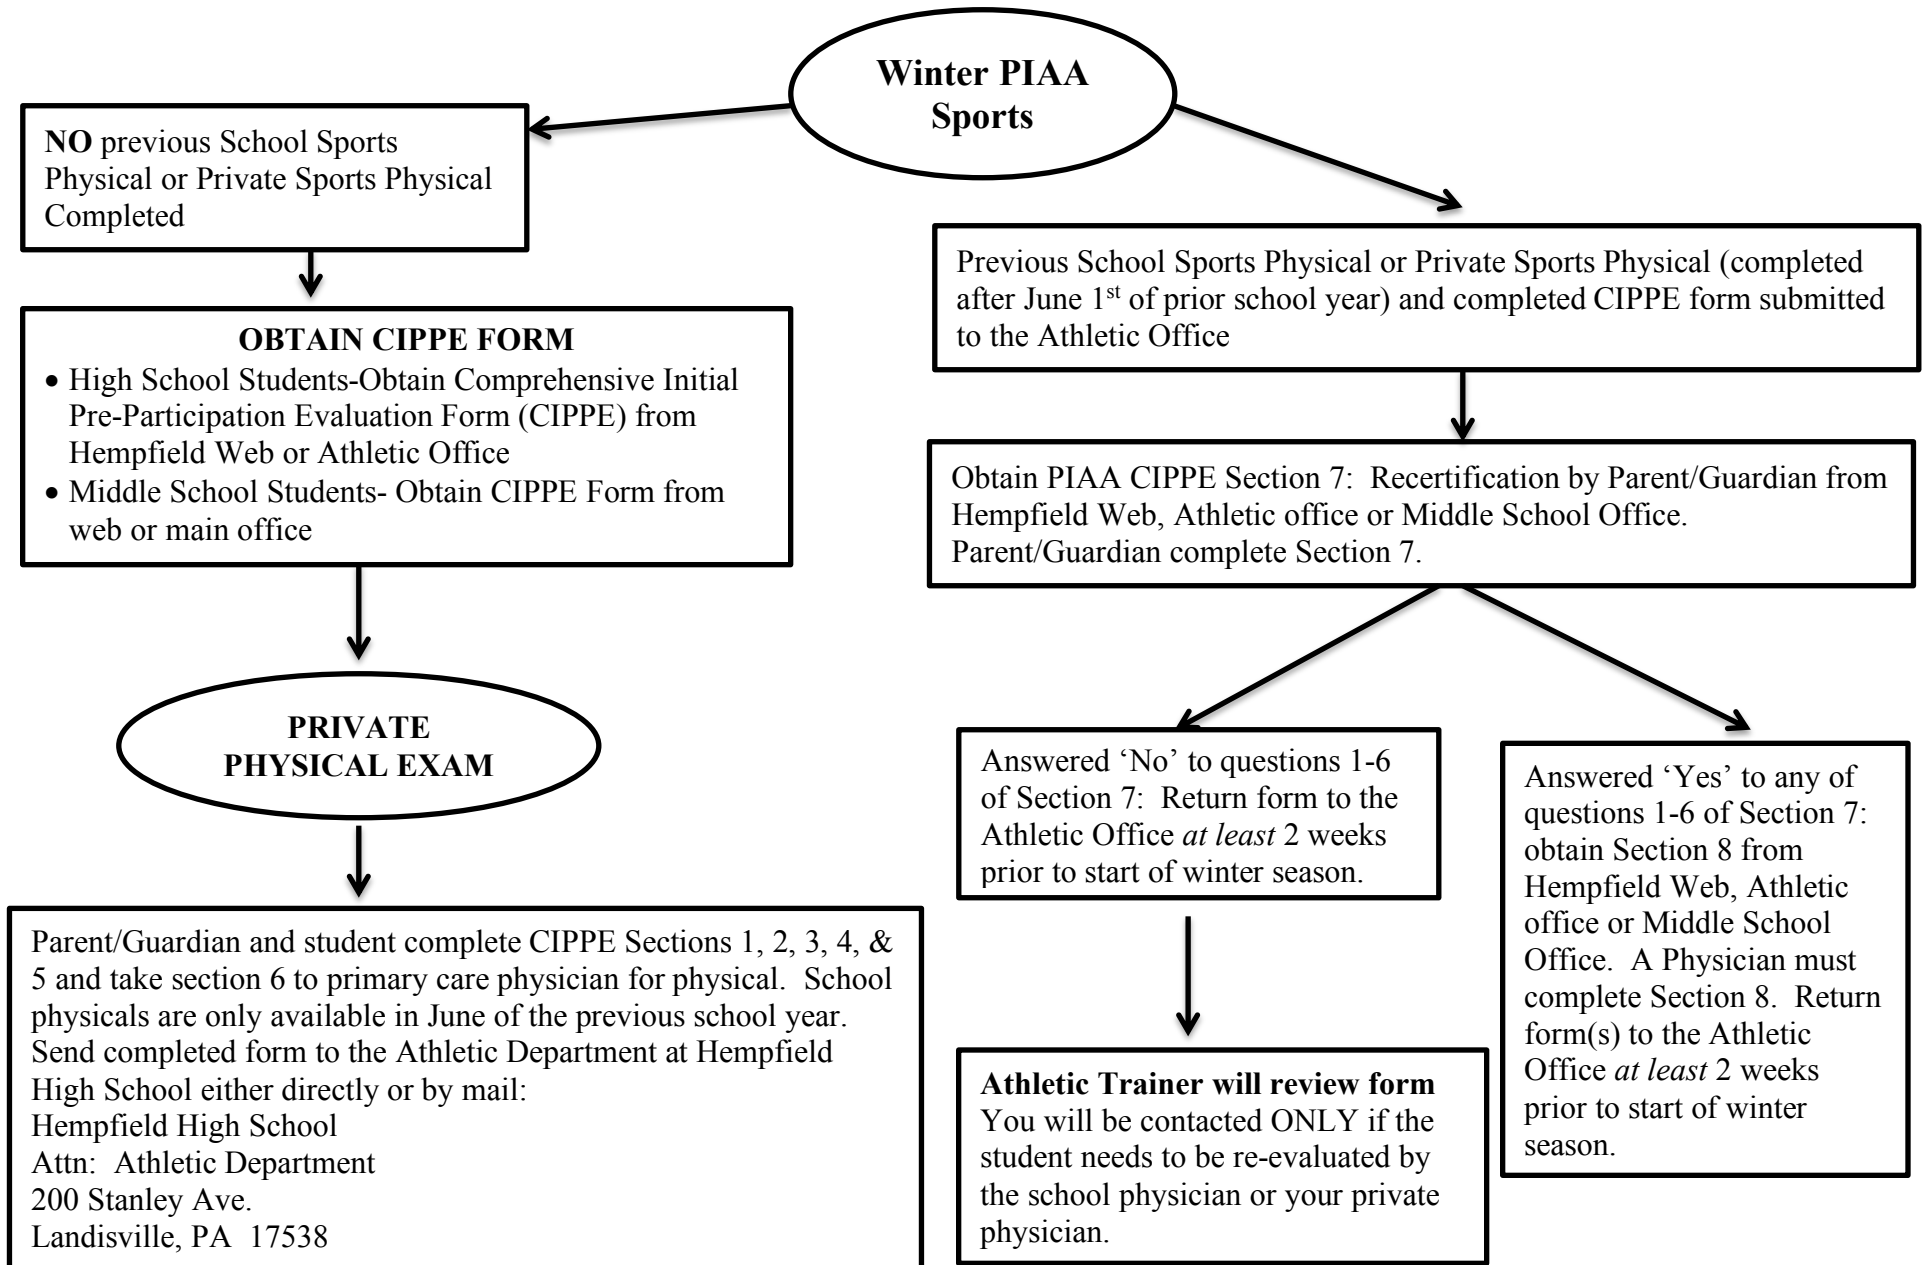 Winter PIAA
Sports
NO previous School Sports
Physical or Private Sports Physical
Completed
OBTAIN CIPPE FORM
• High School Students-Obtain Comprehensive Initial
Pre-Participation Evaluation Form (CIPPE) from
Hempfield Web or Athletic Office
• Middle School Students- Obtain CIPPE Form from
web or main office
PRIVATE
PHYSICAL EXAM
Parent/Guardian and student complete CIPPE Sections 1, 2, 3, 4, &
5 and take section 6 to primary care physician for physical.  School
physicals are only available in June of the previous school year.
Send completed form to the Athletic Department at Hempfield
High School either directly or by mail:
Hempfield High School
Attn:  Athletic Department
200 Stanley Ave.
Landisville, PA  17538
Previous School Sports Physical or Private Sports Physical (completed
after June 1st of prior school year) and completed CIPPE form submitted
to the Athletic Office
Obtain PIAA CIPPE Section 7:  Recertification by Parent/Guardian from
Hempfield Web, Athletic office or Middle School Office.
Parent/Guardian complete Section 7.
Answered ‘No’ to questions 1-6
of Section 7:  Return form to the
Athletic Office at least 2 weeks
prior to start of winter season.
Athletic Trainer will review form
You will be contacted ONLY if the
student needs to be re-evaluated by
the school physician or your private
physician.
Answered ‘Yes’ to any of
questions 1-6 of Section 7:
obtain Section 8 from
Hempfield Web, Athletic
office or Middle School
Office.  A Physician must
complete Section 8.  Return
form(s) to the Athletic
Office at least 2 weeks
prior to start of winter
season.